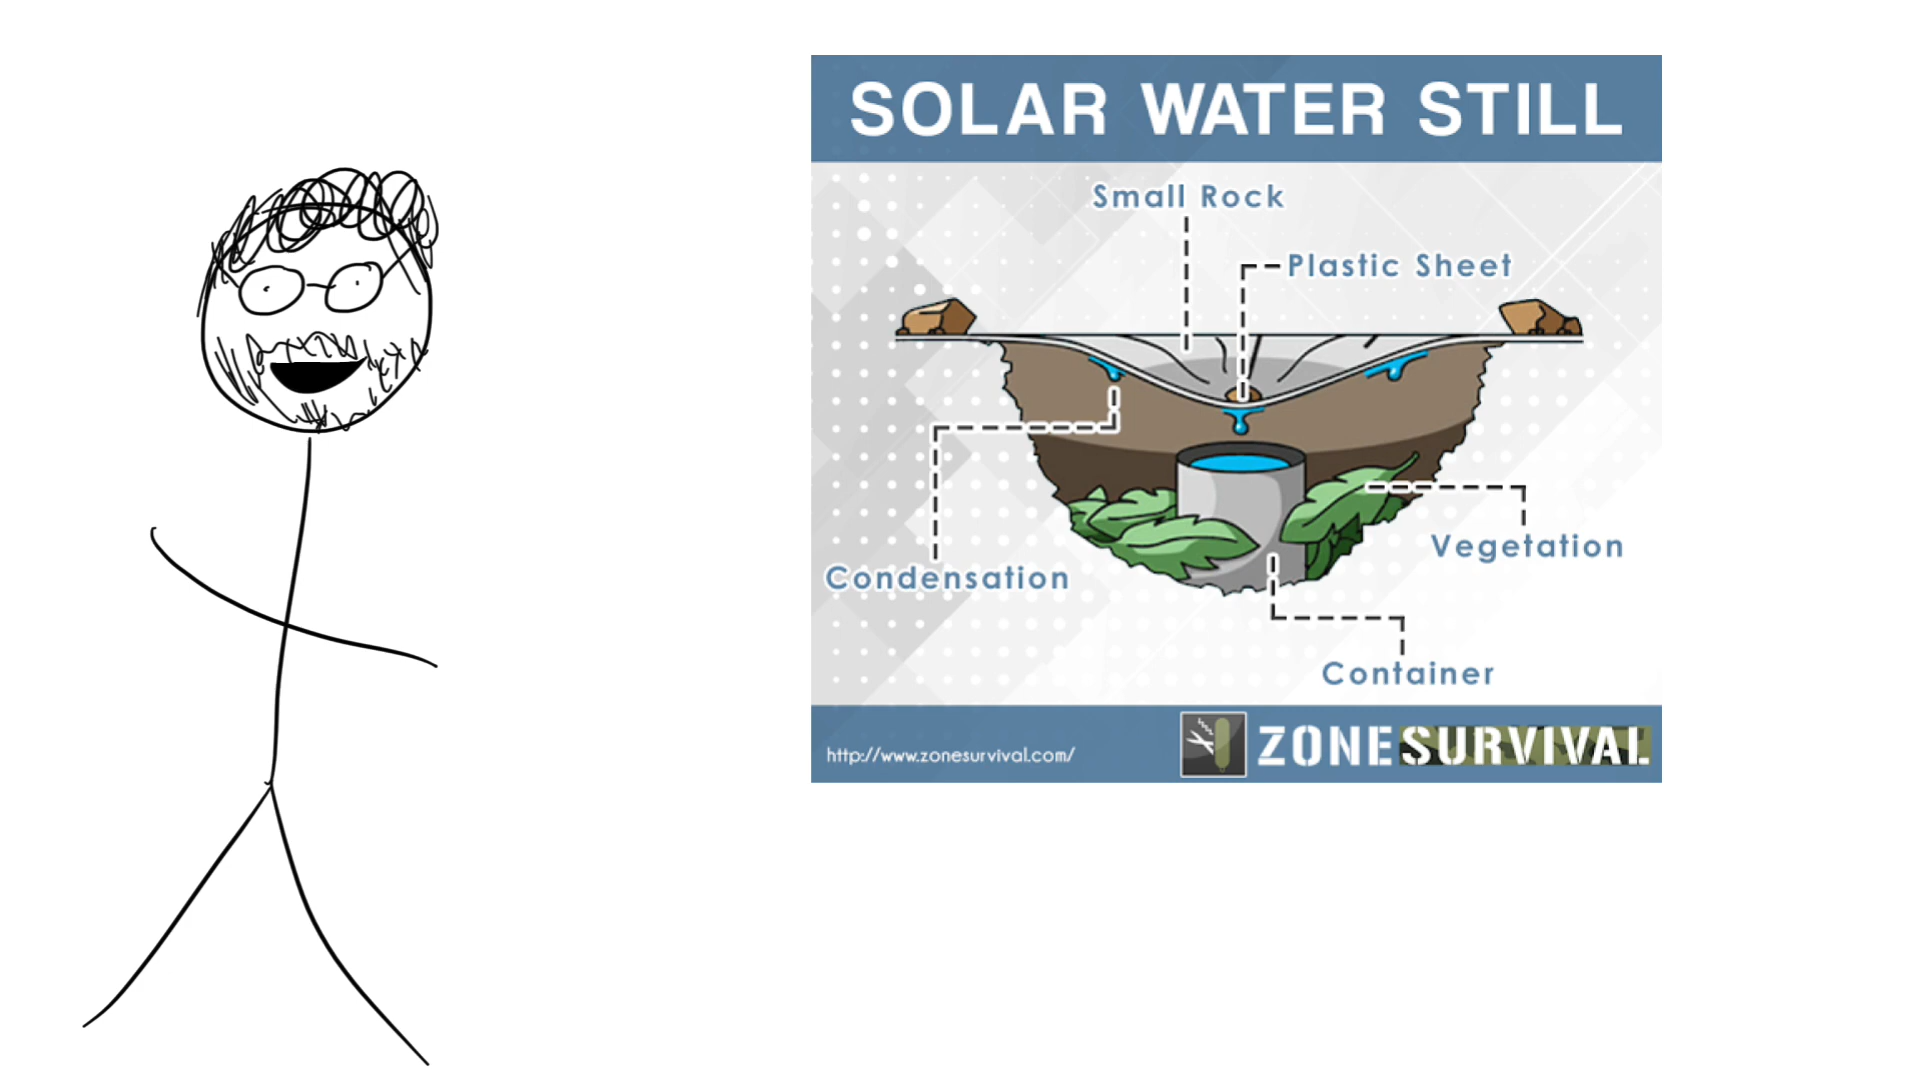 SOLAR WATER STILL
Small Rock
Plastic Sheet
Vegetation
Condensation
Container
http://www.zonesurvival.com/
ZONESURVIVAL